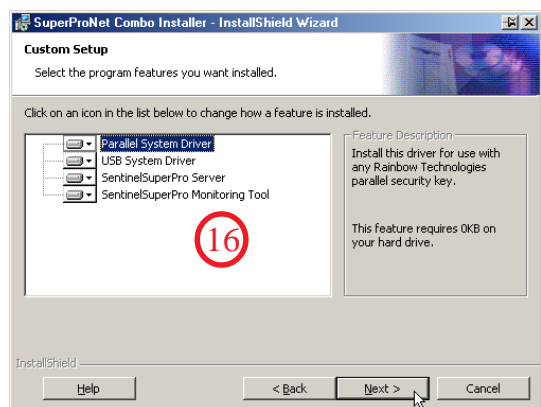 SuperProNet Combo Installer - InstallShield Wizard
Custom Setup
Select the program features you want installed.
Click on an icon in the list below to change how a feature is installed.
Parallel System Driver
USB System Driver
SentinelSuperPro Server
SentinelSuperPro Monitoring Tool
16
Feature Description
Install this driver for use with
any Rainbow Technologies
parallel security key.
This feature requires 0KB on
your hard drive.
InstallShield
Help
< Back
Next >
Cancel